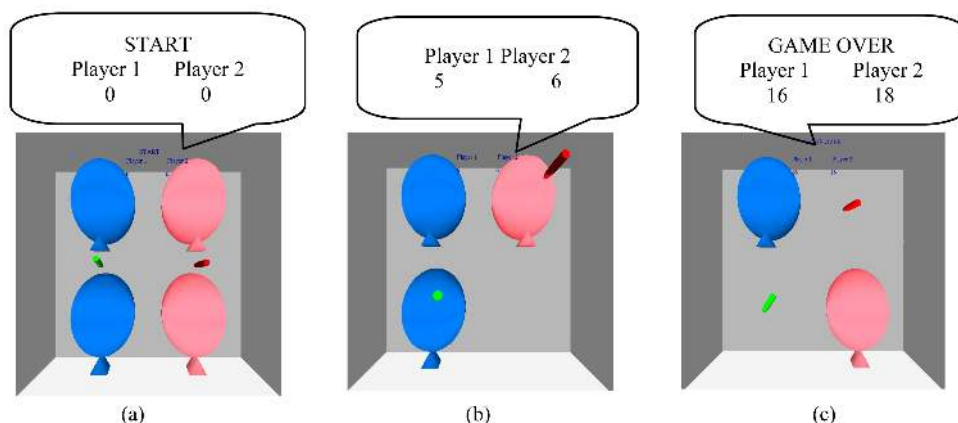 START
Player 1 Player 2
0 0
Player 1 Player 2
5 6
GAME OVER
Player 1 Player 2
16 18
START
(a)
(b)
(c)